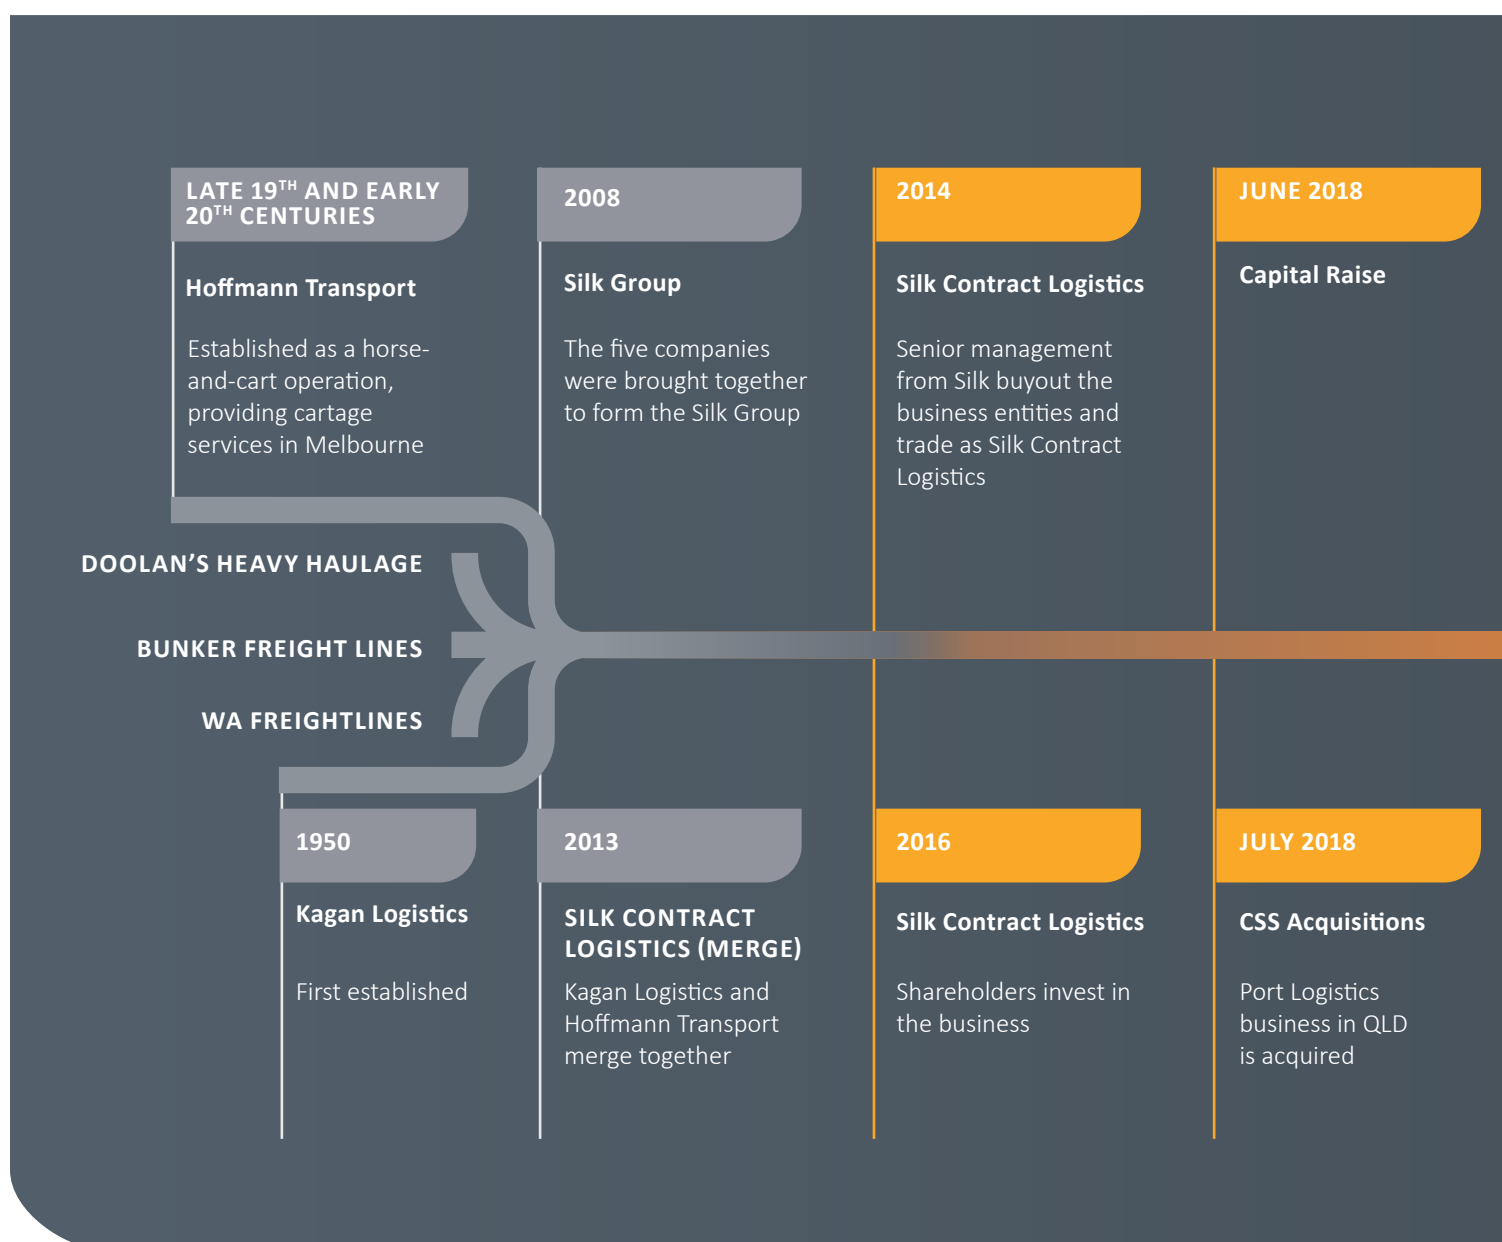 LATE 19TH AND EARLY
20TH CENTURIES
Hoffmann Transport
Established as a horse-
and-cart operation,
providing cartage
services in Melbourne
2008
Silk Group
The five companies
were brought together
to form the Silk Group
2014
Silk Contract Logistics
Senior management
from Silk buyout the
business entities and
trade as Silk Contract
Logistics
JUNE 2018
Capital Raise
DOOLAN’S HEAVY HAULAGE
BUNKER FREIGHT LINES
WA FREIGHTLINES
1950
Kagan Logistics
First established
2013
SILK CONTRACT
LOGISTICS (MERGE)
Kagan Logistics and
Hoffmann Transport
merge together
2016
Silk Contract Logistics
Shareholders invest in
the business
JULY 2018
CSS Acquisitions
Port Logistics
business in QLD
is acquired